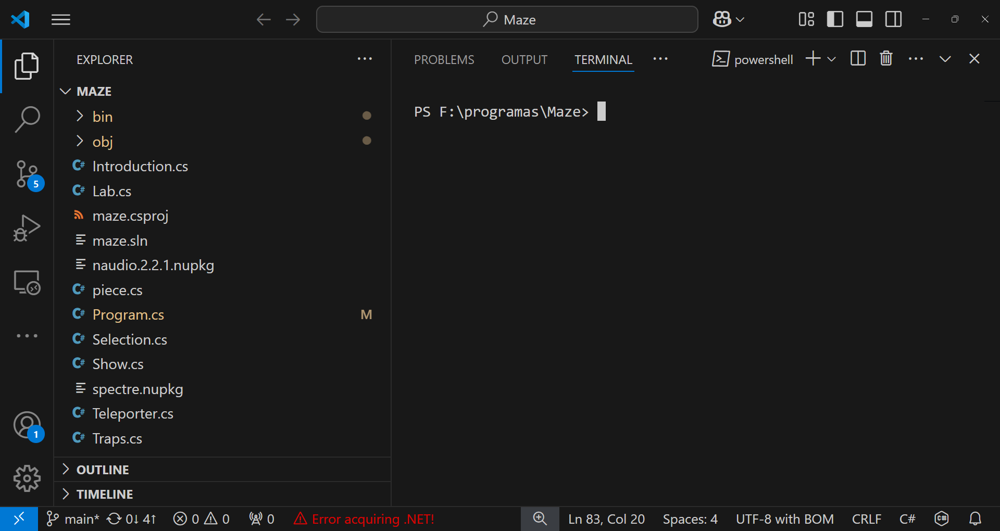 Maze
EXPLORER
MAZE
bin
obj
Introduction.cs
Lab.cs
maze.csproj
maze.sln
naudio.2.2.1.nupkg
piece.cs
Program.cs M
Selection.cs
Show.cs
spectre.nupkg
Teleporter.cs
Traps.cs
OUTLINE
TIMELINE
5
1
PROBLEMS OUTPUT TERMINAL powershell
PS F:\programas\Maze>
main* 0↓ 4↑ 0 0 0 Error acquiring .NET! Ln 83, Col 20 Spaces: 4 UTF-8 with BOM CRLF C#